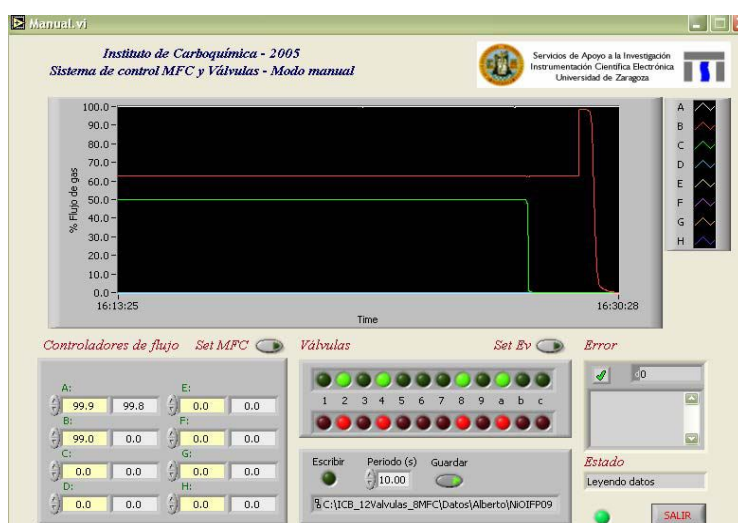 Manual.vi
Instituto de Carboquímica - 2005
Sistema de control MFC y Válvulas - Modo manual
Servicios de Apoyo a la Investigación
Instrumentación Científica Electrónica
Universidad de Zaragoza
100.0
90.0
80.0
70.0
60.0
50.0
40.0
30.0
20.0
10.0
0.0
% Flujo de gas
16:13:25
16:30:28
Time
A
B
C
D
E
F
G
H
Controladores de flujo
Set MFC
A:
99.9 99.8
B:
99.0 0.0
C:
0.0 0.0
D:
0.0 0.0
E:
0.0 0.0
F:
0.0 0.0
G:
0.0 0.0
H:
0.0 0.0
Válvulas
Set Ev
1 2 3 4 5 6 7 8 9 a b c
Escribir
Periodo (s)
Guardar
10.00
C:\ICB_12Valvulas_8MFC\Datos\Alberto\NiOIFP09
Error
0
Estado
Leyendo datos
SALIR